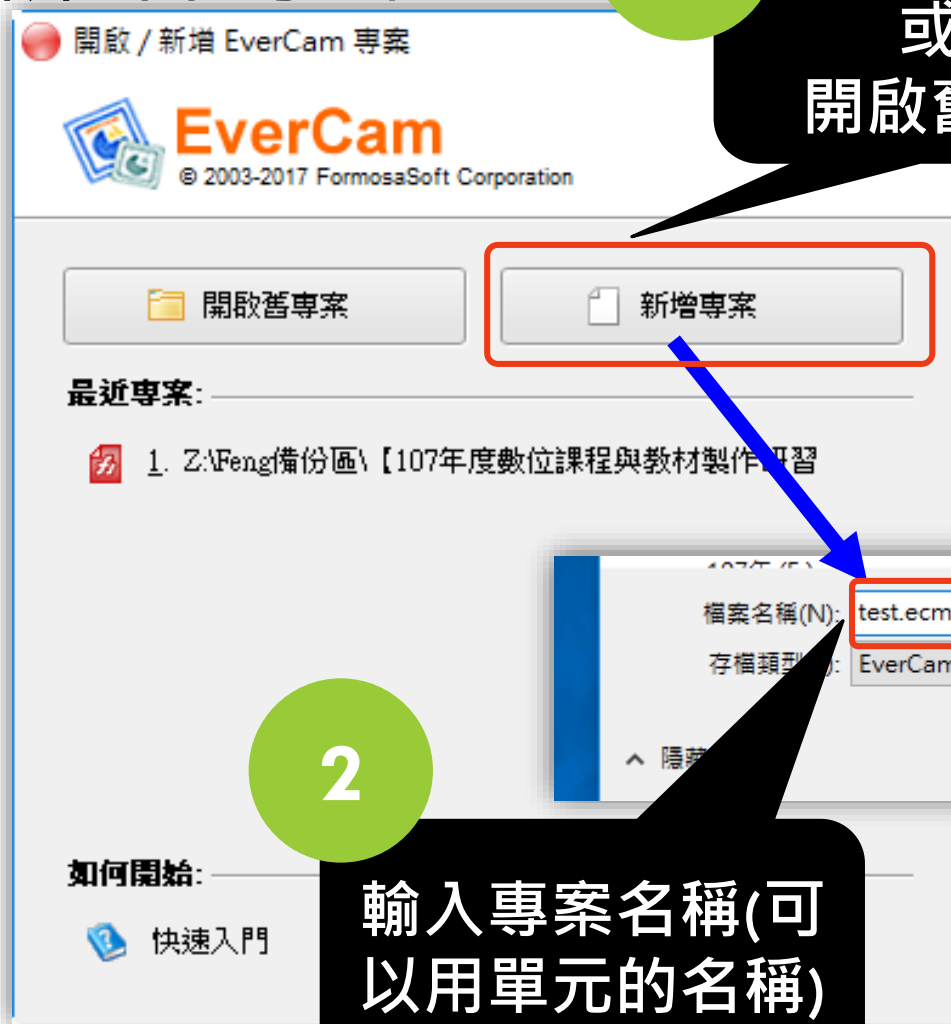 或
開啟舊
開啟 / 新增 EverCam 專案
EverCam
© 2003-2017 FormosaSoft Corporation
開啟舊專案
新增專案
最近專案:
1. Z:\Feng備份區\【107年度數位課程與教材製作研習
檔案名稱(N): test.ecm
存檔類型 : EverCam
隱藏
2
如何開始:
快速入門
輸入專案名稱(可
以用單元的名稱)